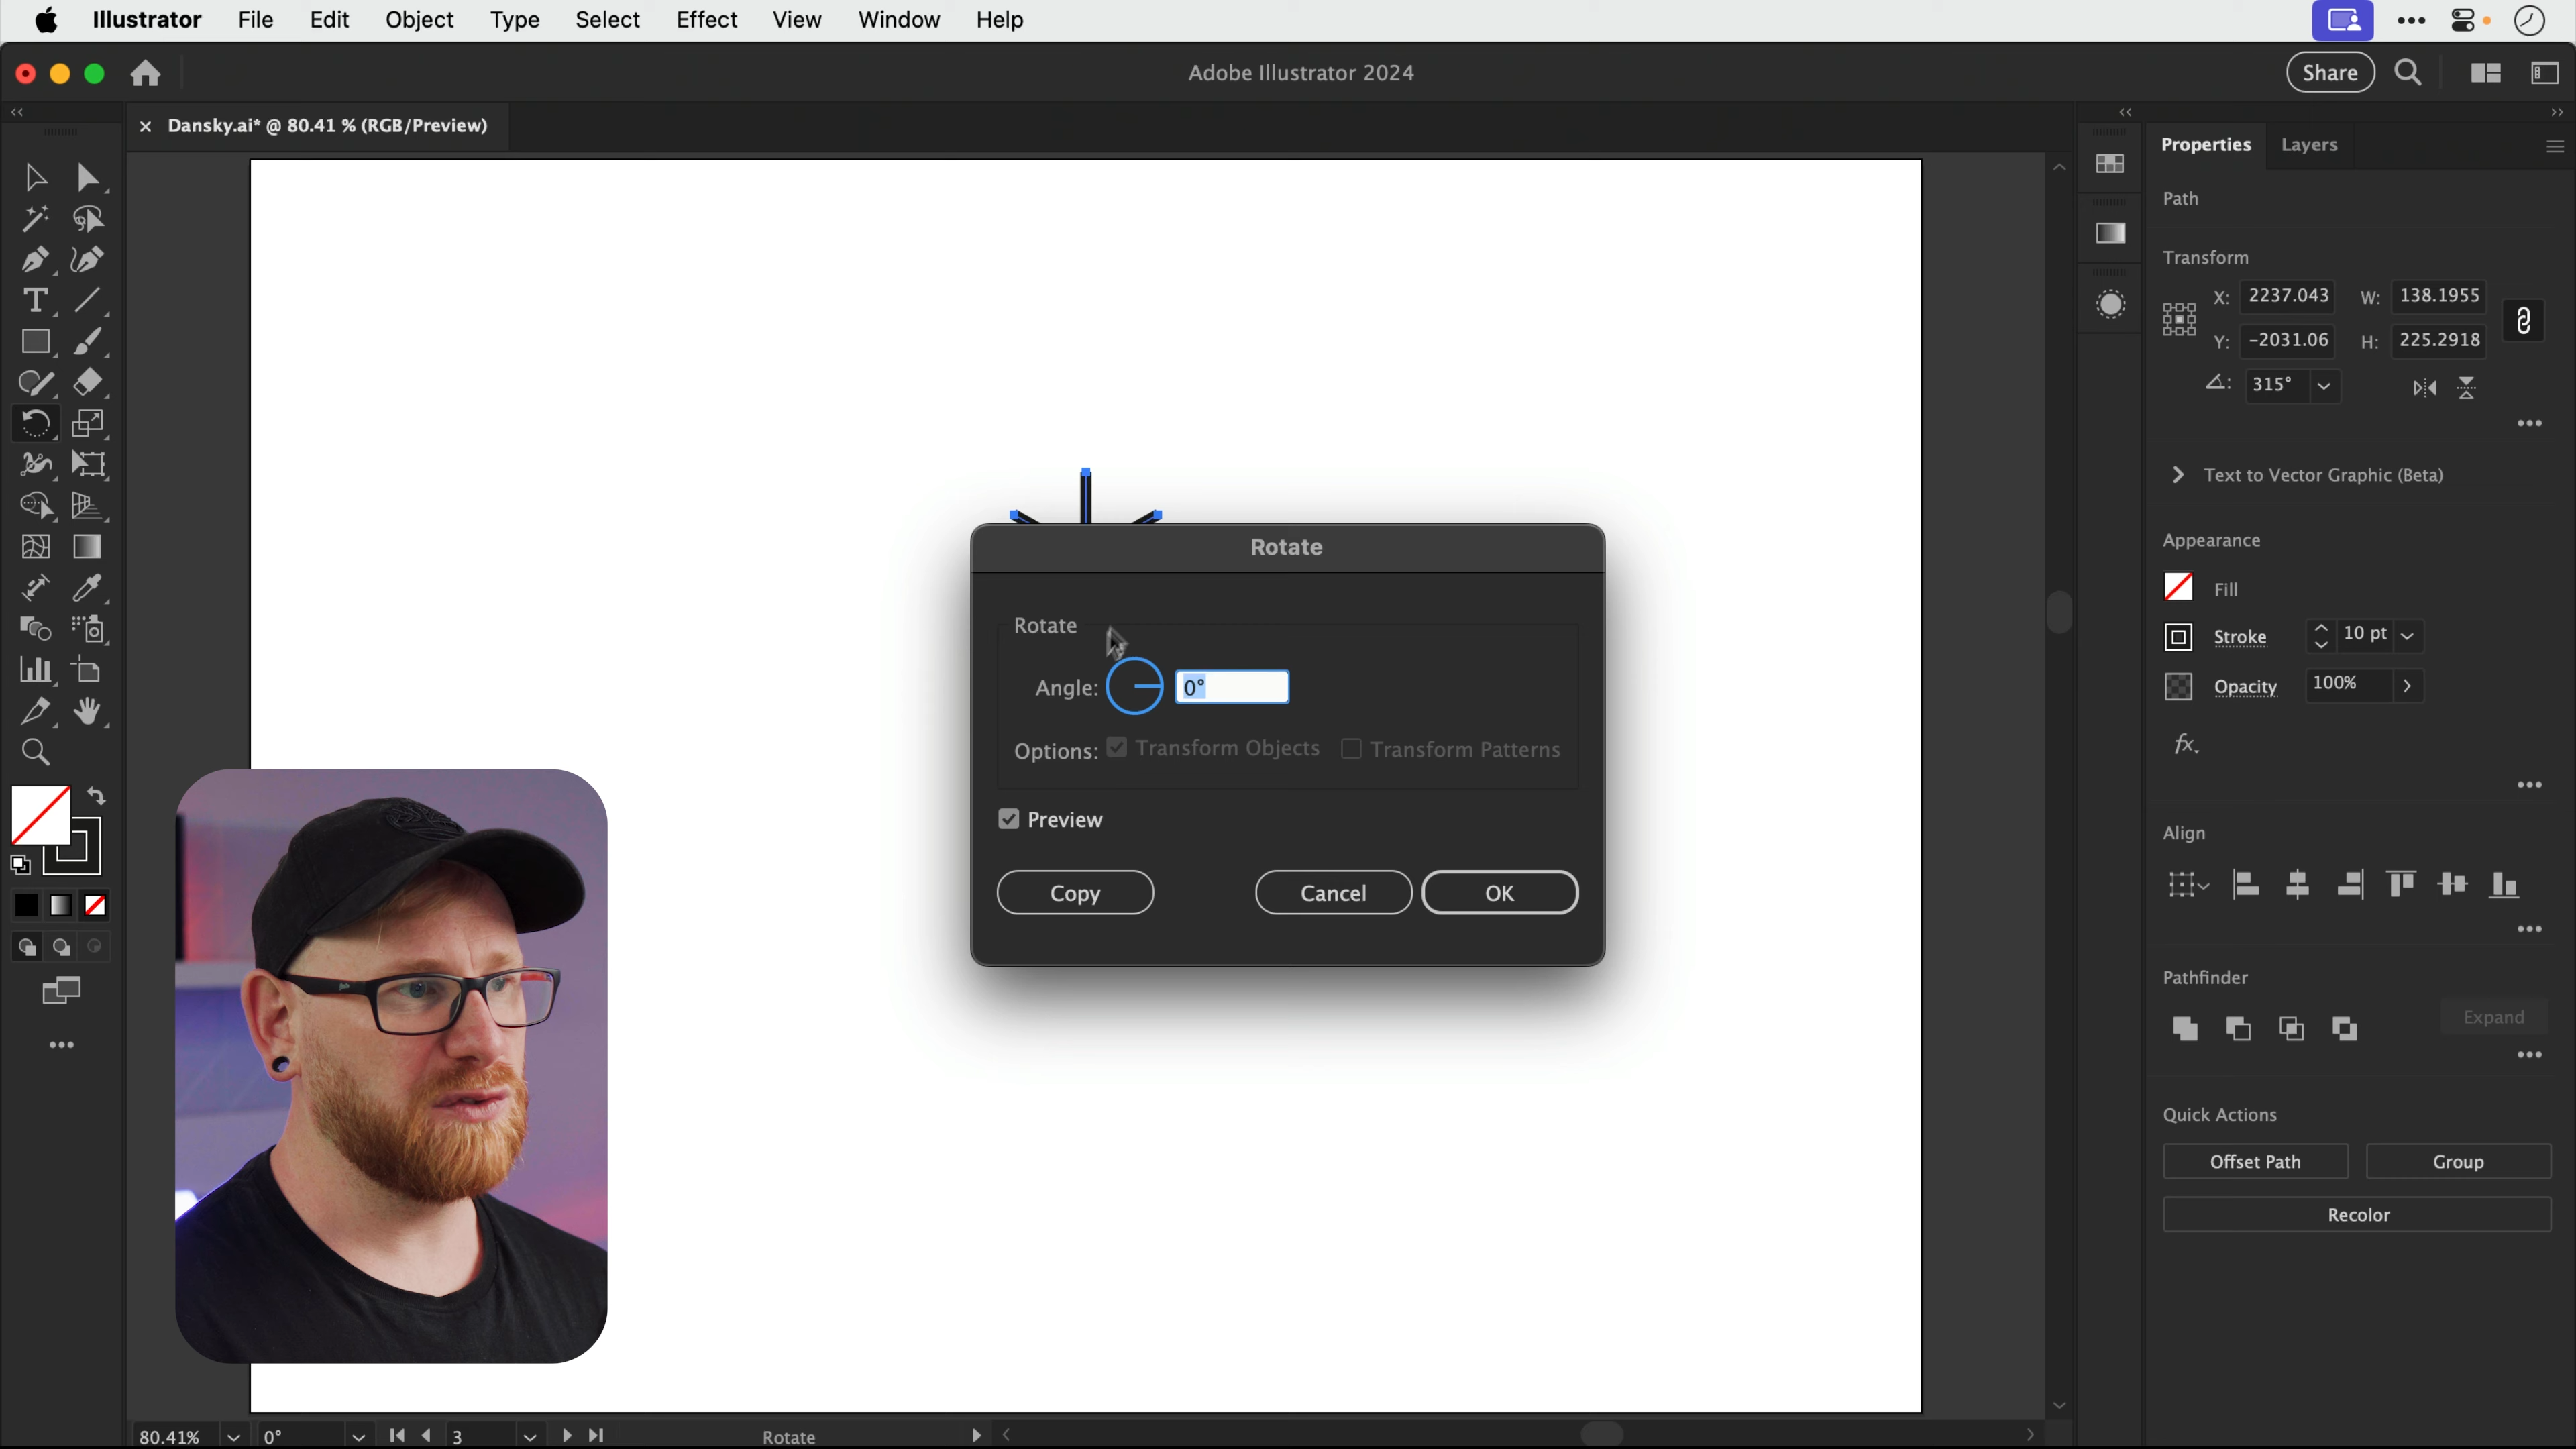 Illustrator File Edit Object Type Select Effect View Window Help
Adobe Illustrator 2024
Share
Dansky.ai* @ 80.41 % (RGB/Preview)
Properties Layers
Path
Transform
X: 2237.043 W: 138.1955
Y: -2031.06 H: 225.2918
315°
Text to Vector Graphic (Beta)
Appearance
Fill
Stroke 10 pt
Opacity 100%
fx
Align
Pathfinder
Expand
Quick Actions
Offset Path Group
Recolor
Rotate
Rotate
Angle: 0°
Options: Transform Objects Transform Patterns
Preview
Copy Cancel OK
80.41% 0° 3 Rotate